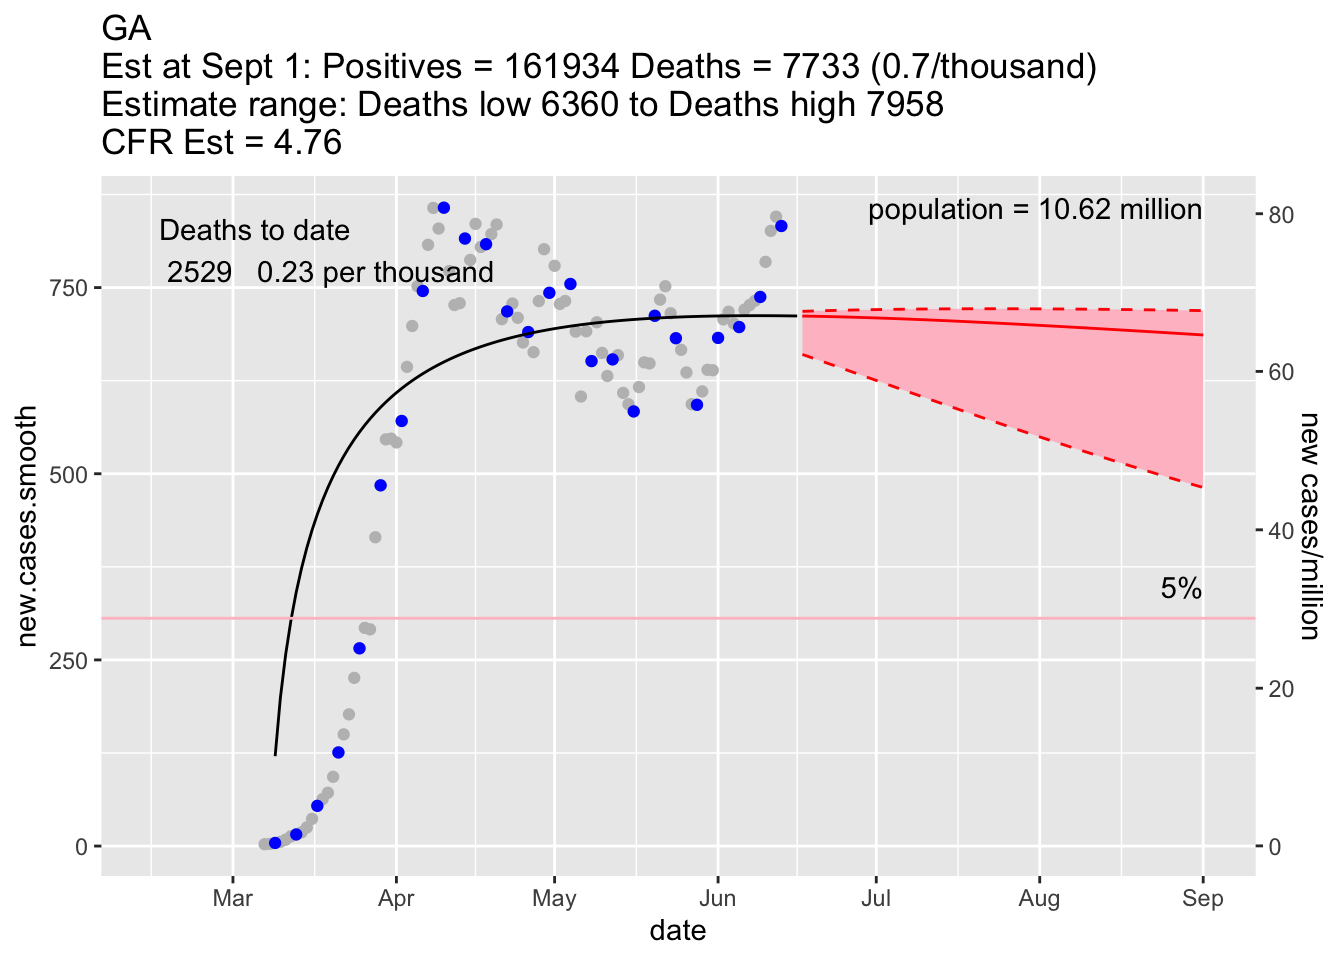 GA
Est at Sept 1: Positives = 161934 Deaths = 7733 (0.7/thousand)
Estimate range: Deaths low 6360 to Deaths high 7958
CFR Est = 4.76
Deaths to date
2529 0.23 per thousand
population = 10.62 million
5%
750
500
250
0
80
60
40
20
0
new.cases.smooth
new cases/million
Mar
Apr
May
Jun
Jul
Aug
Sep
date